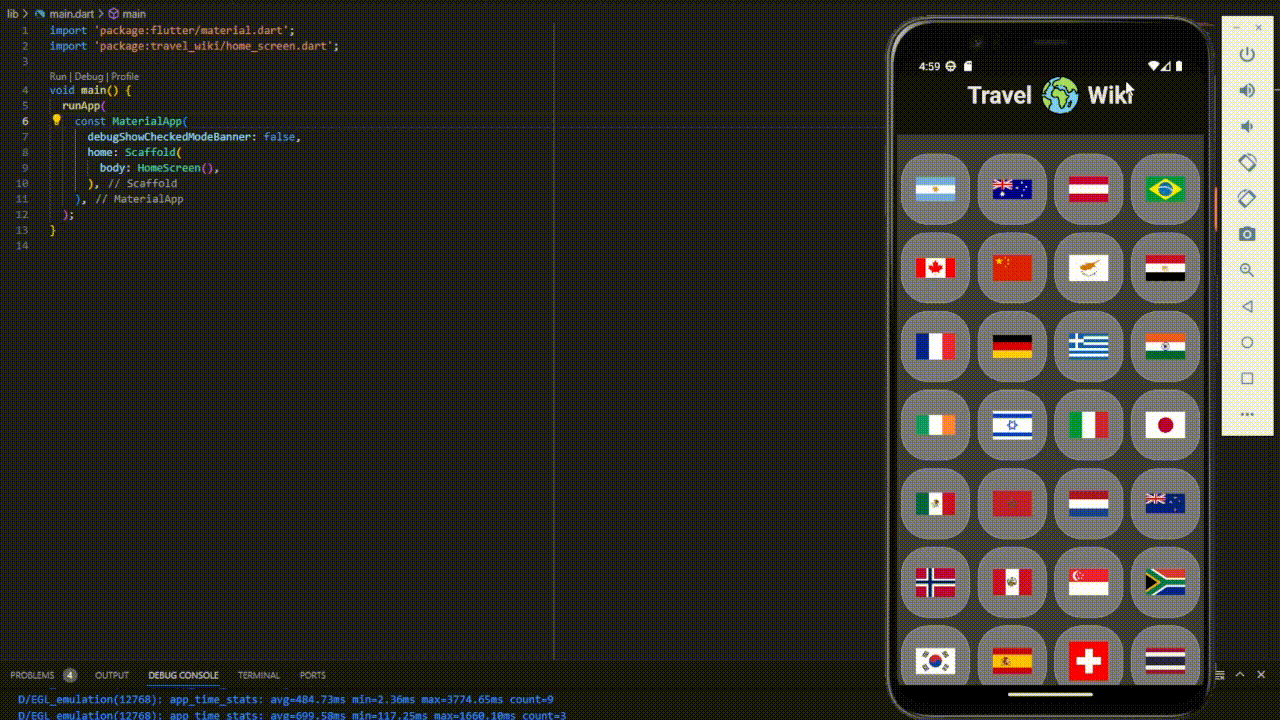 lib > main.dart > main
1 import 'package:flutter/material.dart';
2 import 'package:travel_wiki/home_screen.dart';
3
Run | Debug | Profile
4 void main() {
5 runApp(
6 const MaterialApp(
7 debugShowCheckedModeBanner: false,
8 home: Scaffold(
9 body: HomeScreen(),
10 ), // Scaffold
11 ), // MaterialApp
12 );
13 }
14
4:59
Travel Wiki
PROBLEMS 4 OUTPUT DEBUG CONSOLE TERMINAL PORTS
D/EGL_emulation(12768): app_time_stats: avg=484.73ms min=2.36ms max=3774.65ms count=9
D/EGL_emulation(12768): app_time_stats: avg=699.58ms min=117.25ms max=1660.10ms count=3